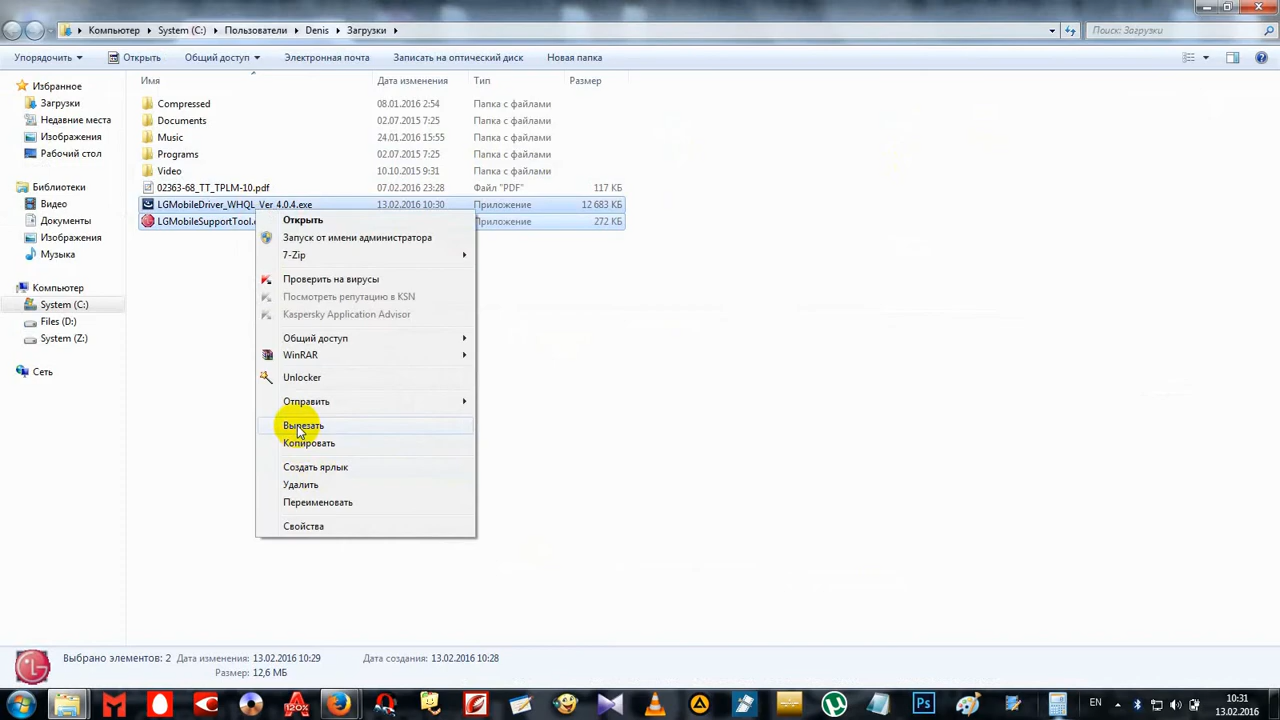 Компьютер System (C:) Пользователи Denis Загрузки Поиск: Загрузки
Упорядочить Открыть Общий доступ Электронная почта Записать на оптический диск Новая папка
Избранное
Загрузки
Недавние места
Изображения
Рабочий стол
Библиотеки
Видео
Документы
Изображения
Музыка
Компьютер
System (C:)
Files (D:)
System (Z:)
Сеть
Имя Дата изменения Тип Размер
Compressed 08.01.2016 2:54 Папка с файлами
Documents 02.07.2015 7:25 Папка с файлами
Music 24.01.2016 15:55 Папка с файлами
Programs 02.07.2015 7:25 Папка с файлами
Video 10.10.2015 9:31 Папка с файлами
02363-68_TT_TPLM-10.pdf 07.02.2016 23:28 Файл "PDF" 117 КБ
LGMobileDriver_WHQL_Ver_4.0.4.exe 13.02.2016 10:30 Приложение 12 683 КБ
LGMobileSupportTool. Приложение 272 КБ
Открыть
Запуск от имени администратора
7-Zip
Проверить на вирусы
Посмотреть репутацию в KSN
Kaspersky Application Advisor
Общий доступ
WinRAR
Unlocker
Отправить
Вырезать
Копировать
Создать ярлык
Удалить
Переименовать
Свойства
Выбрано элементов: 2 Дата изменения: 13.02.2016 10:29 Дата создания: 13.02.2016 10:28
Размер: 12,6 МБ
120%
Ps
EN
10:31
13.02.2016